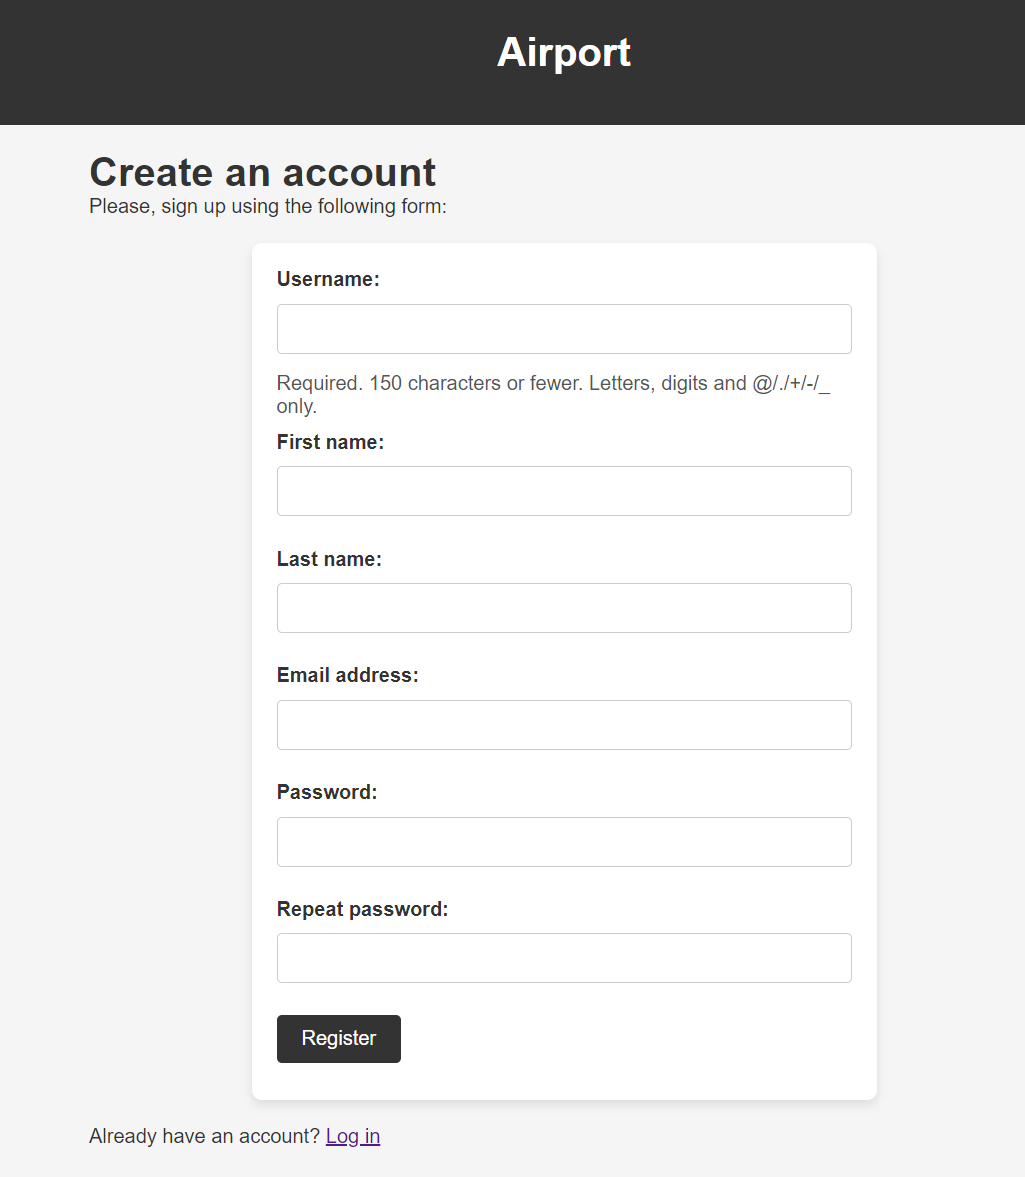 Airport
Create an account
Please, sign up using the following form:
Username:
Required. 150 characters or fewer. Letters, digits and @/./+/-/_
only.
First name:
Last name:
Email address:
Password:
Repeat password:
Register
Already have an account? Log in